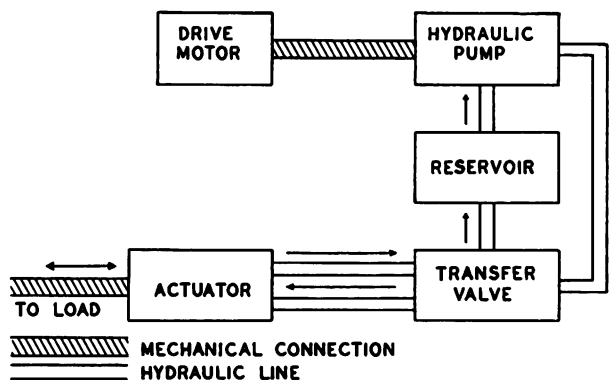 DRIVE
MOTOR
HYDRAULIC
PUMP
RESERVOIR
ACTUATOR
TRANSFER
VALVE
TO LOAD
MECHANICAL CONNECTION
HYDRAULIC LINE